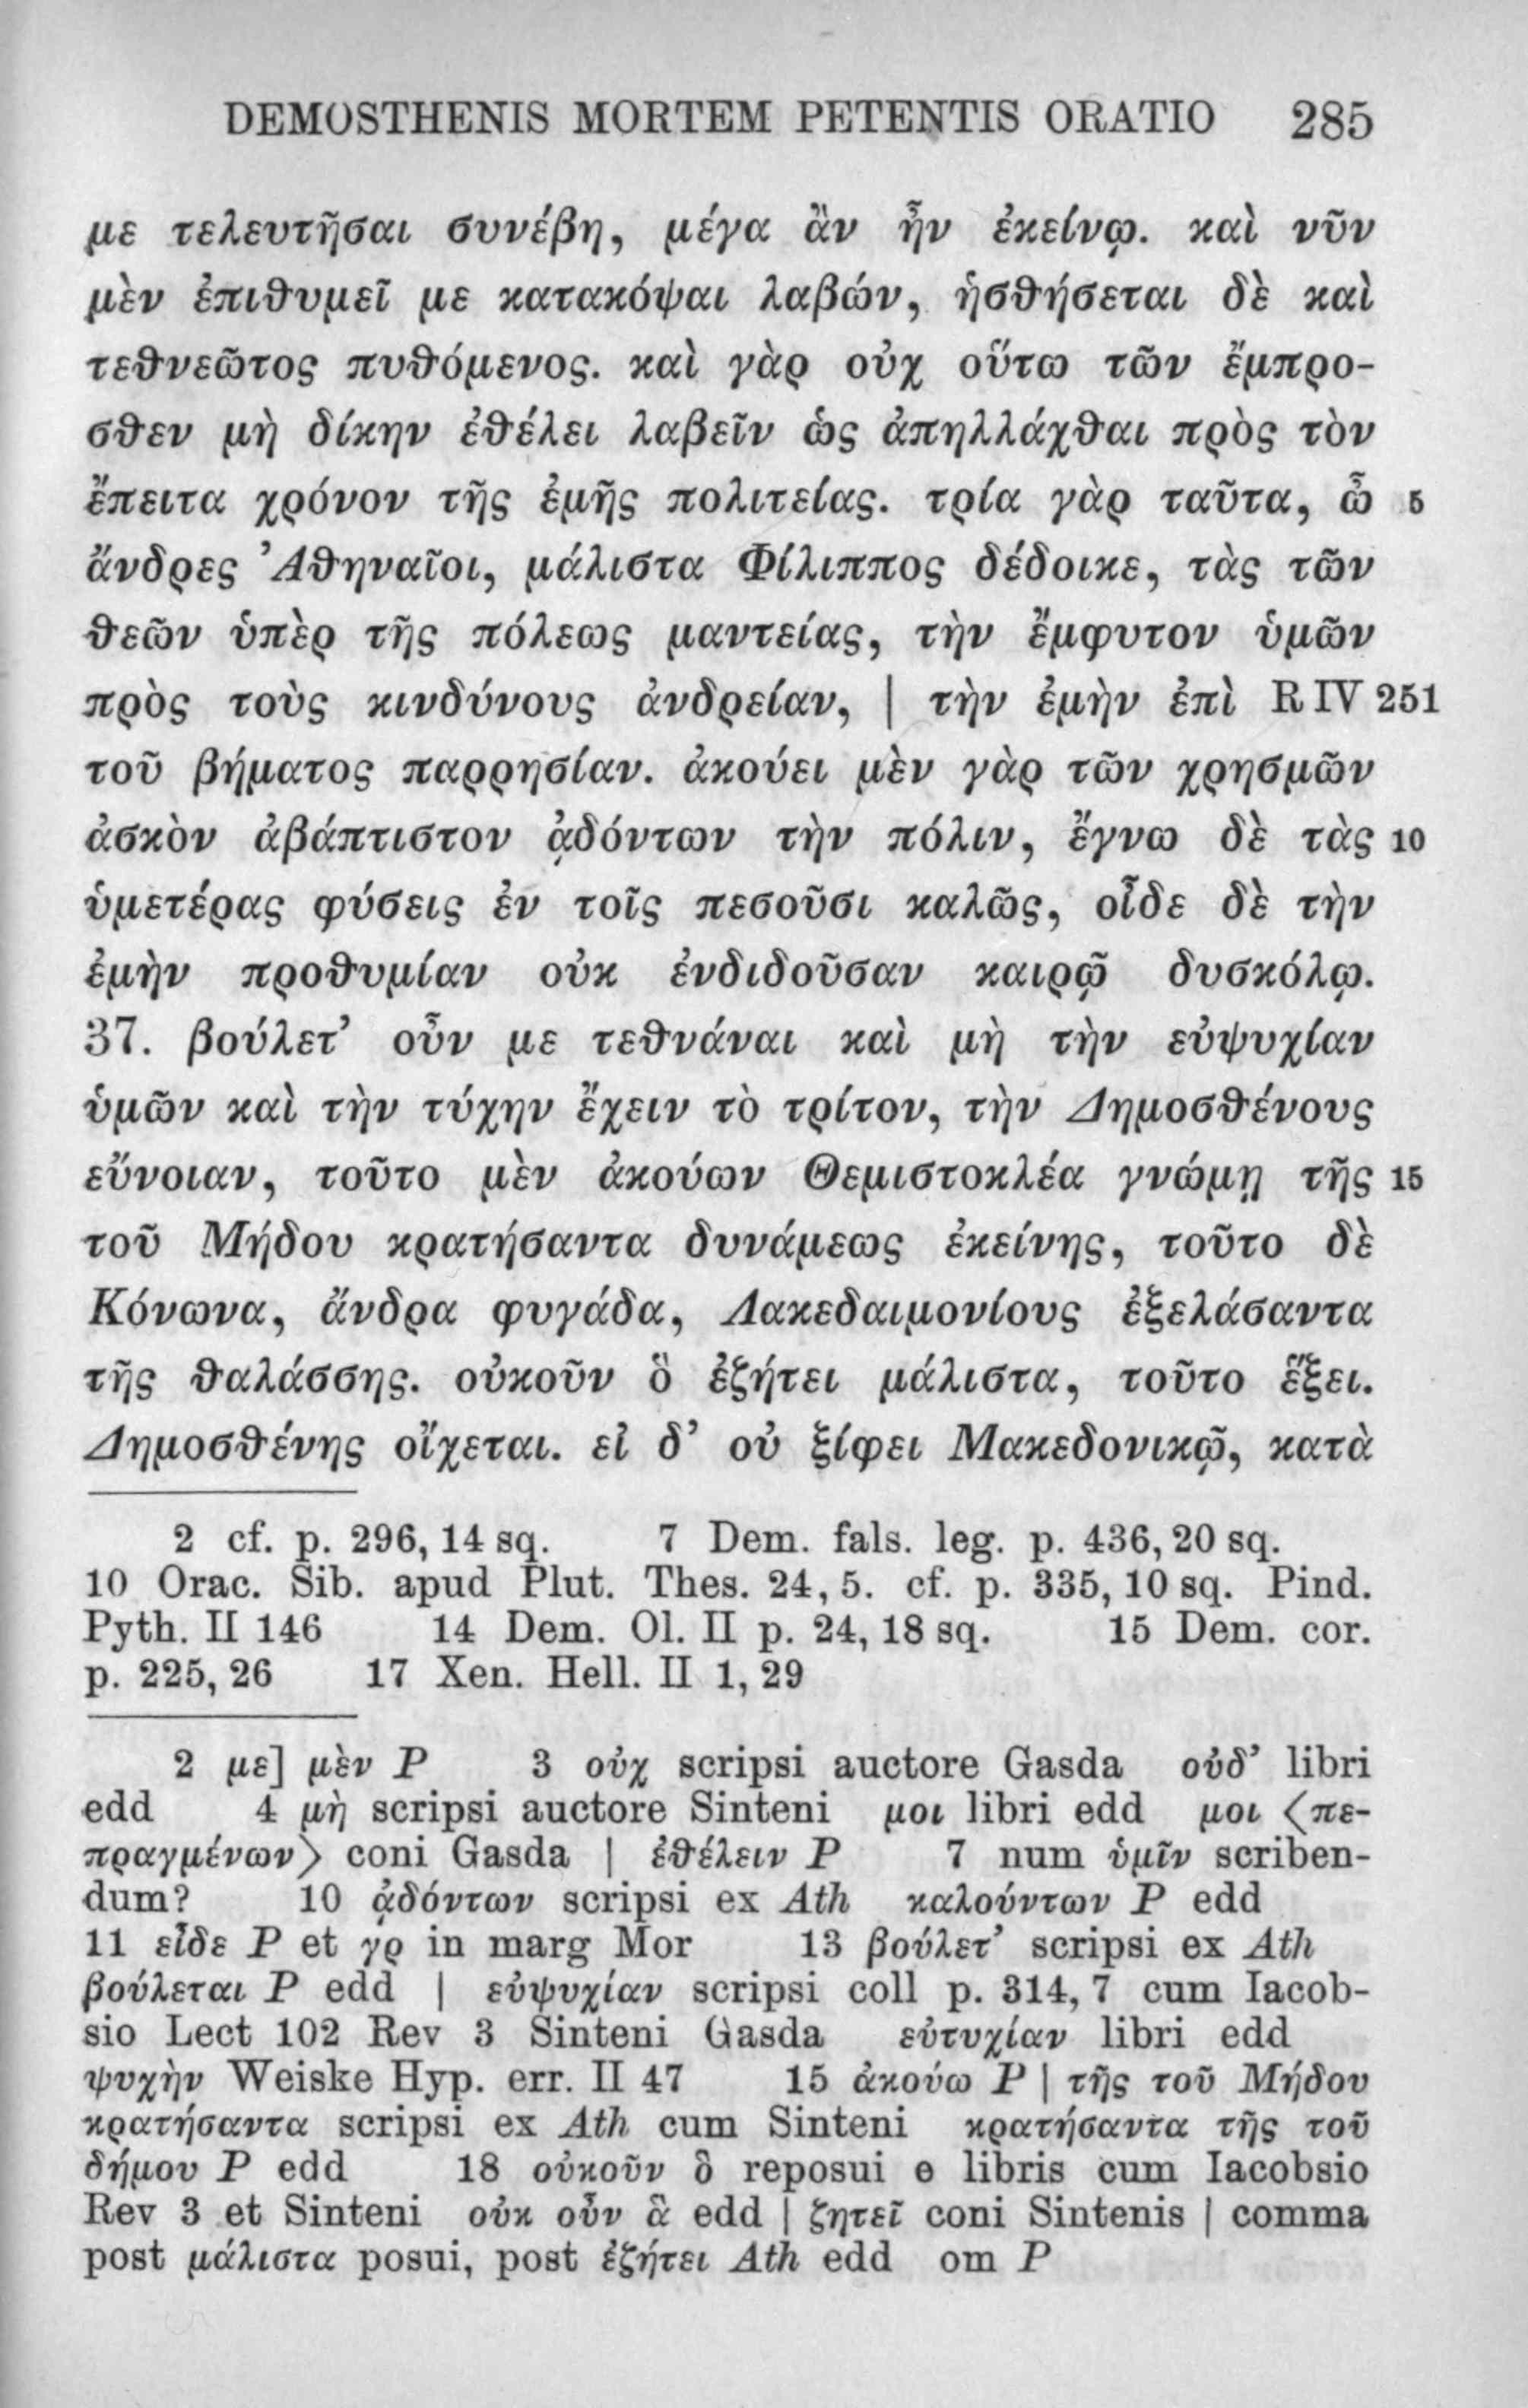 DEMOSTHENIS MORTEM PETENTIS ORATIO 285
με τελευτῆσαι συνέβη, μέγα ἂν ἦν ἐκείνῳ. καὶ νῦν
μὲν ἐπιθυμεῖ με κατακόψαι λαβών, ἡσθήσεται δὲ καὶ
τεθνεῶτος πυθόμενος. καὶ γὰρ οὐχ οὕτω τῶν ἔμπρο-
σθεν μὴ δίκην ἐθέλει λαβεῖν ὡς ἀπηλλάχθαι πρὸς τὸν
ἔπειτα χρόνον τῆς ἐμῆς πολιτείας. τρία γὰρ ταῦτα, ὦ 5
ἄνδρες Ἀθηναῖοι, μάλιστα Φίλιππος δέδοικε, τὰς τῶν
θεῶν ὑπὲρ τῆς πόλεως μαντείας, τὴν ἔμφυτον ὑμῶν
πρὸς τοὺς κινδύνους ἀνδρείαν, | τὴν ἐμὴν ἐπὶ R IV 251
τοῦ βήματος παρρησίαν. ἀκούει μὲν γὰρ τῶν χρησμῶν
ἀσκὸν ἀβάπτιστον ᾀδόντων τὴν πόλιν, ἔγνω δὲ τὰς 10
ὑμετέρας φύσεις ἐν τοῖς πεσοῦσι καλῶς, οἶδε δὲ τὴν
ἐμὴν προθυμίαν οὐκ ἐνδιδοῦσαν καιρῷ δυσκόλῳ.
37. βούλετ’ οὖν με τεθνάναι καὶ μὴ τὴν εὐψυχίαν
ὑμῶν καὶ τὴν τύχην ἔχειν τὸ τρίτον, τὴν Δημοσθένους
εὔνοιαν, τοῦτο μὲν ἀκούων Θεμιστοκλέα γνώμῃ τῆς 15
τοῦ Μήδου κρατήσαντα δυνάμεως ἐκείνης, τοῦτο δὲ
Κόνωνα, ἄνδρα φυγάδα, Λακεδαιμονίους ἐξελάσαντα
τῆς θαλάσσης. οὐκοῦν ὃ ἐζήτει μάλιστα, τοῦτο ἕξει.
Δημοσθένης οἴχεται. εἰ δ’ οὐ ξίφει Μακεδονικῷ, κατὰ
2 cf. p. 296, 14 sq. 7 Dem. fals. leg. p. 436, 20 sq.
10 Orac. Sib. apud Plut. Thes. 24, 5. cf. p. 335, 10 sq. Pind.
Pyth. II 146 14 Dem. Ol. II p. 24, 18 sq. 15 Dem. cor.
p. 225, 26 17 Xen. Hell. II 1, 29
2 με] μὲν P 3 οὐχ scripsi auctore Gasda οὐδ’ libri
edd 4 μὴ scripsi auctore Sinteni μοι libri edd μοι ⟨πε-
πραγμένων⟩ coni Gasda | ἐθέλειν P 7 num ὑμῖν scriben-
dum? 10 ᾀδόντων scripsi ex Ath καλούντων P edd
11 εἶδε P et γρ in marg Mor 13 βούλετ’ scripsi ex Ath
βούλεται P edd | εὐψυχίαν scripsi coll p. 314, 7 cum Iacob-
sio Lect 102 Rev 3 Sinteni Gasda εὐτυχίαν libri edd
ψυχὴν Weiske Hyp. err. II 47 15 ἀκούω P | τῆς τοῦ Μήδου
κρατήσαντα scripsi ex Ath cum Sinteni κρατήσαντα τῆς τοῦ
δήμου P edd 18 οὐκοῦν ὃ reposui e libris cum Iacobsio
Rev 3 et Sinteni οὐκ οὖν ἃ edd | ζητεῖ coni Sintenis | comma
post μάλιστα posui, post ἐζήτει Ath edd om P